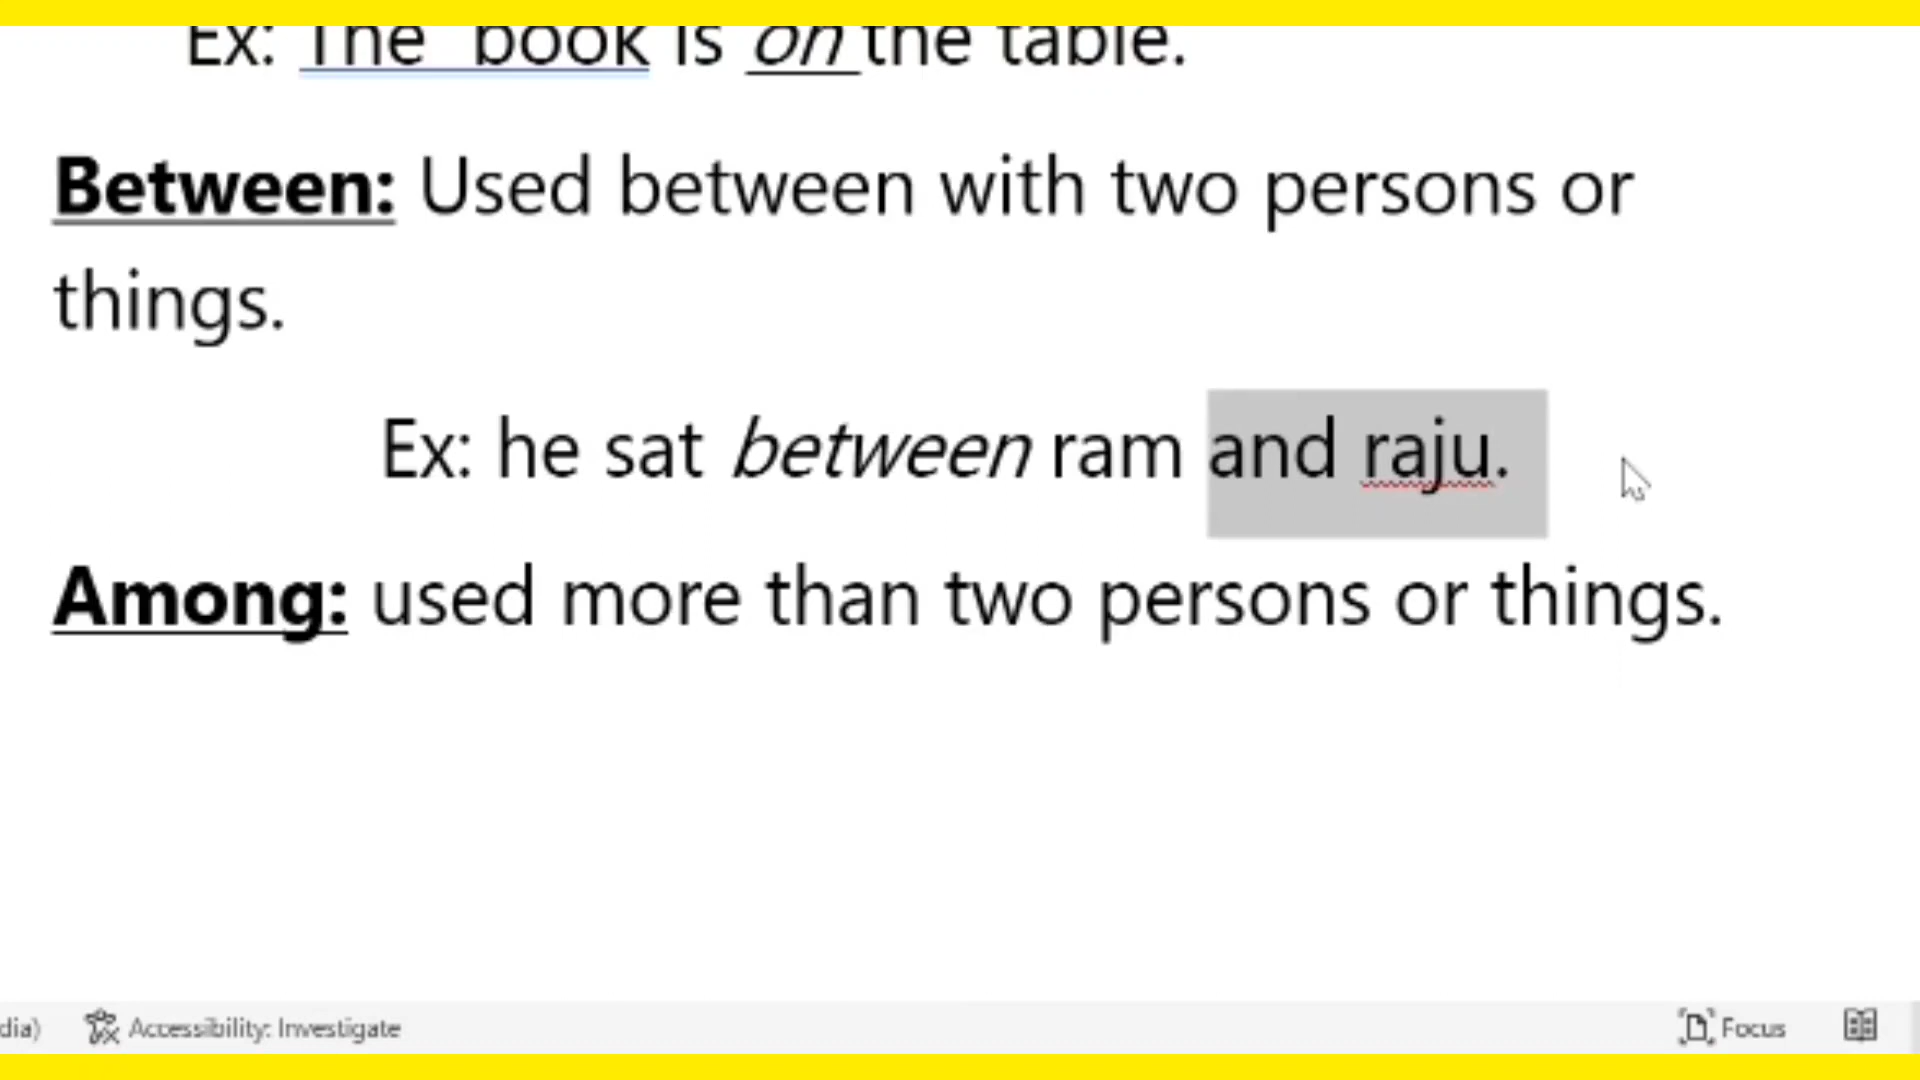 Ex: The  book is on the table.
Between: Used between with two persons or
things.
Ex: he sat between ram and raju.
Among: used more than two persons or things.
dia) Accessibility: Investigate Focus